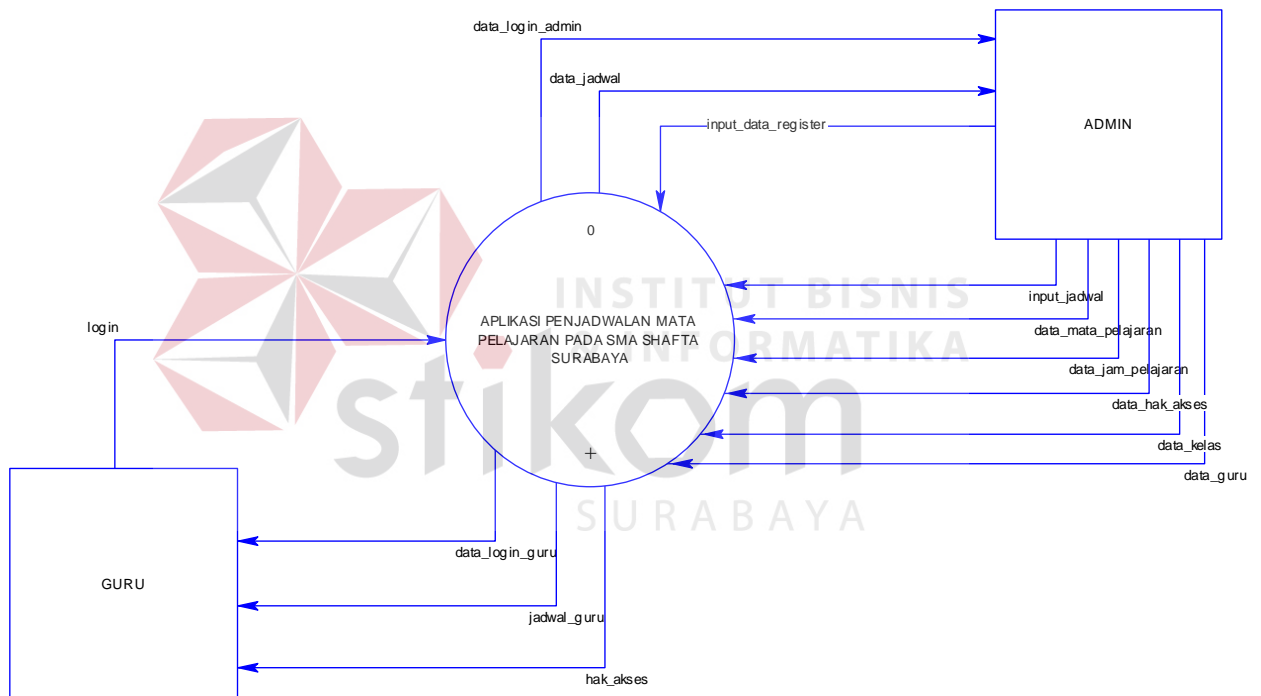 data_login_admin
data_jadwal
input_data_register
ADMIN
0
INSTITUT BISNIS
APLIKASI PENJADWALAN MATA
PELAJARAN PADA SMA SHAFTA
SURABAYA
& INFORMATIKA
stikom
SURABAYA
input_jadwal
data_mata_pelajaran
data_jam_pelajaran
data_hak_akses
data_kelas
data_guru
login
+
GURU
data_login_guru
jadwal_guru
hak_akses